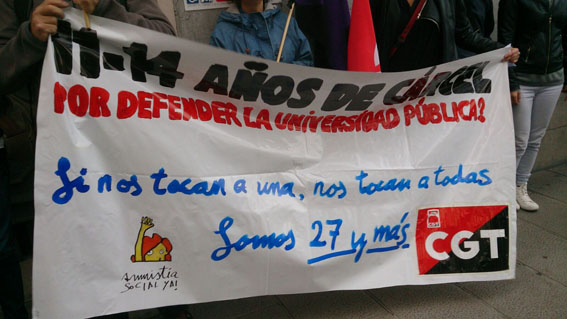 11-14 AÑOS DE CÁRCEL
POR DEFENDER LA UNIVERSIDAD PÚBLICA?
Si nos tocan a una, nos tocan a todas
Somos 27 y más
Amnistia
SOCIAL YA!
CGT